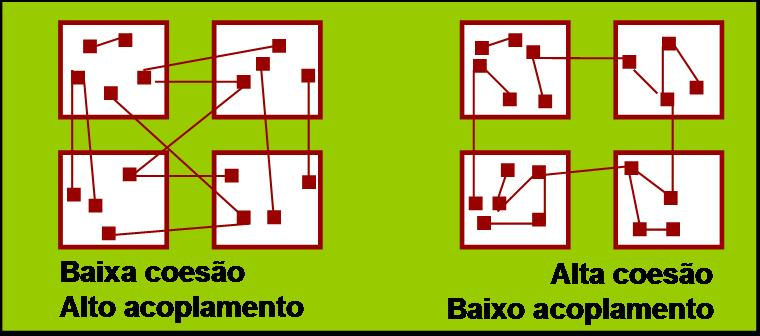 Baixa coesão
Alto acoplamento
Alta coesão
Baixo acoplamento